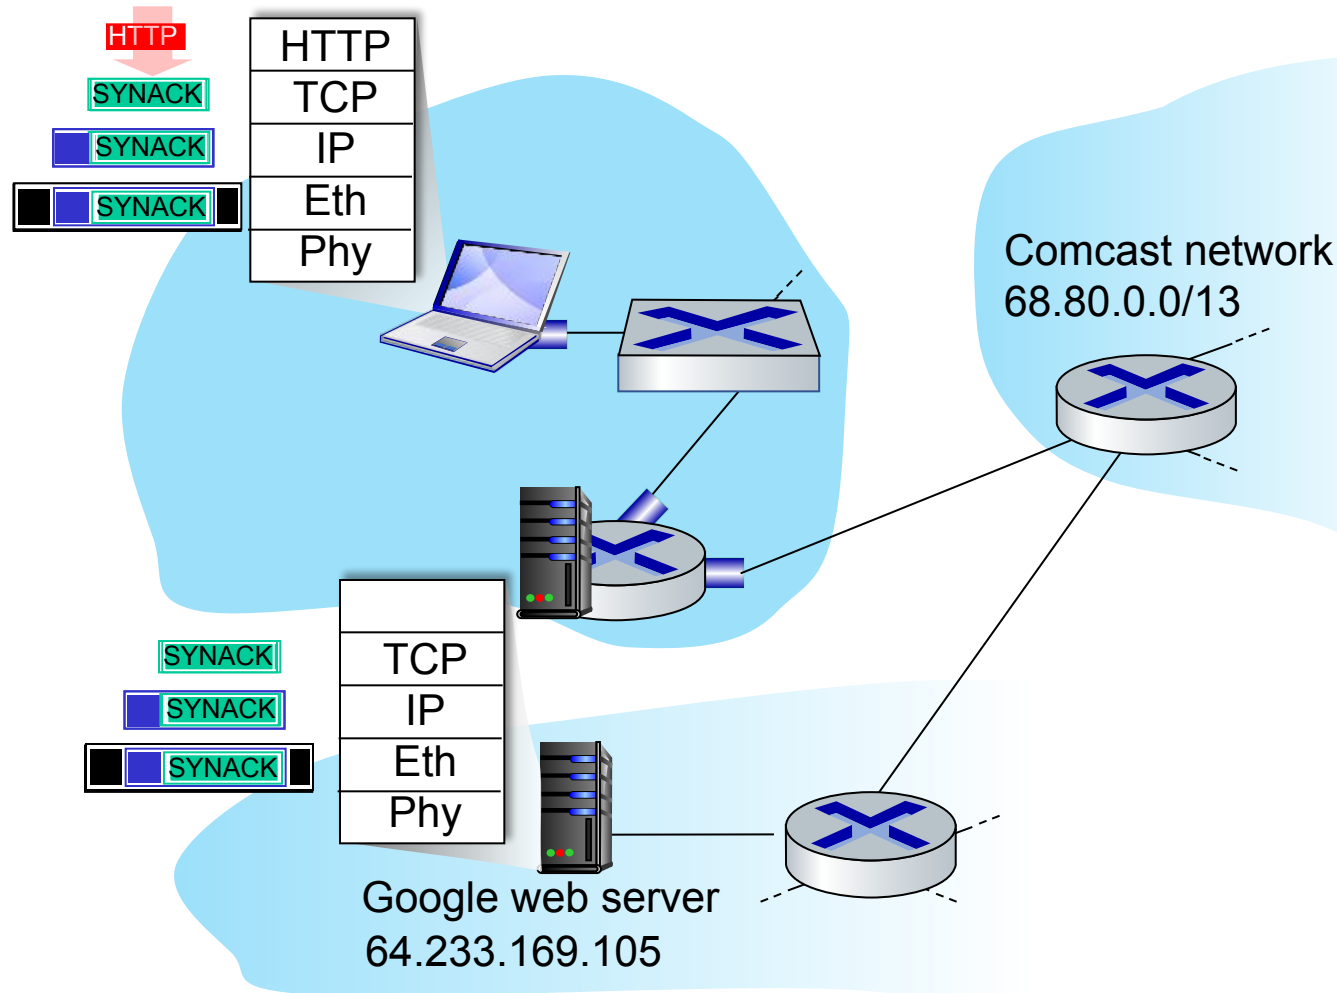 HTTP
SYNACK
SYNACK
SYNACK
HTTP
TCP
IP
Eth
Phy
Comcast network
68.80.0.0/13
SYNACK
SYNACK
SYNACK
TCP
IP
Eth
Phy
Google web server
64.233.169.105